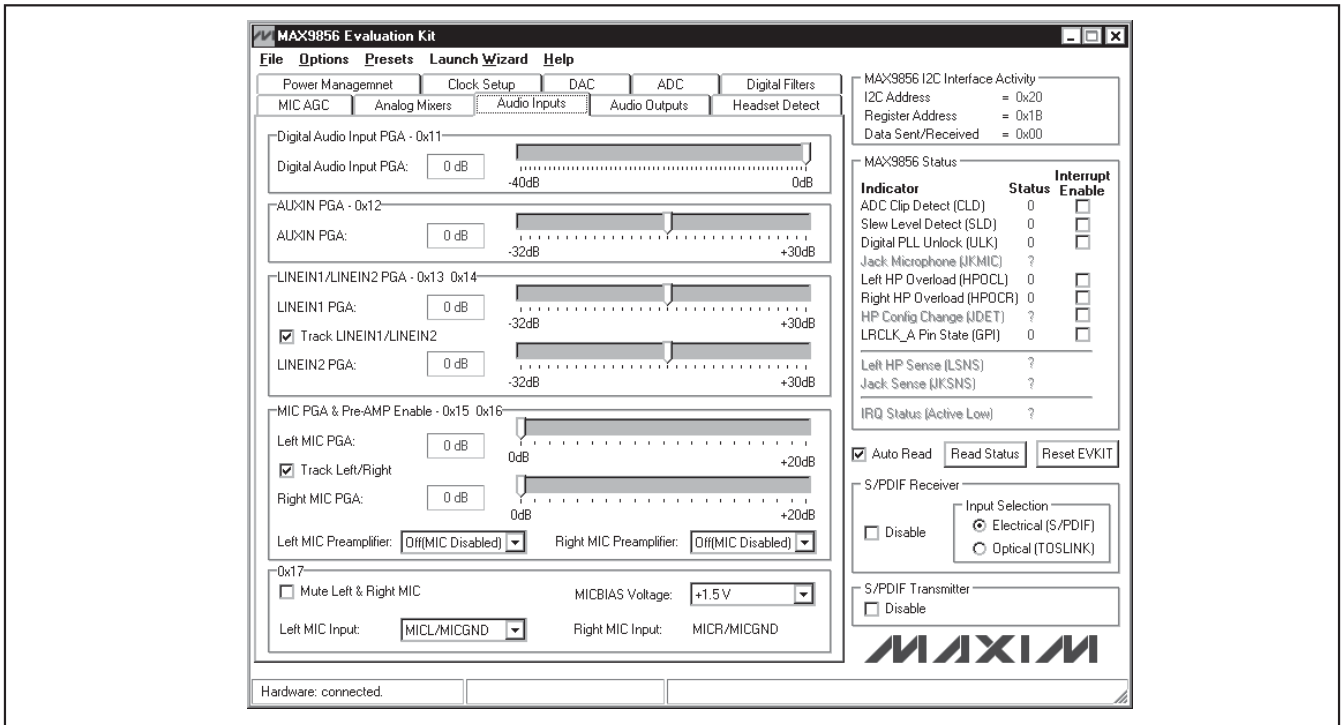 MAX9856 Evaluation Kit
File Options Presets Launch Wizard Help
Power Managemnet Clock Setup DAC ADC Digital Filters
MIC AGC Analog Mixers Audio Inputs Audio Outputs Headset Detect
Digital Audio Input PGA - 0x11
Digital Audio Input PGA: 0 dB
-40dB 0dB
AUXIN PGA - 0x12
AUXIN PGA: 0 dB
-32dB +30dB
LINEIN1/LINEIN2 PGA - 0x13 0x14
LINEIN1 PGA: 0 dB
-32dB +30dB
Track LINEIN1/LINEIN2
LINEIN2 PGA: 0 dB
-32dB +30dB
MIC PGA & Pre-AMP Enable - 0x15 0x16
Left MIC PGA: 0 dB
0dB +20dB
Track Left/Right
Right MIC PGA: 0 dB
0dB +20dB
Left MIC Preamplifier: Off(MIC Disabled) Right MIC Preamplifier: Off(MIC Disabled)
0x17
Mute Left & Right MIC MICBIAS Voltage: +1.5 V
Left MIC Input: MICL/MICGND Right MIC Input: MICR/MICGND
MAX9856 I2C Interface Activity
I2C Address = 0x20
Register Address = 0x1B
Data Sent/Received = 0x00
MAX9856 Status
Interrupt
Indicator Status Enable
ADC Clip Detect (CLD) 0
Slew Level Detect (SLD) 0
Digital PLL Unlock (ULK) 0
Jack Microphone (JKMIC) ?
Left HP Overload (HPOCL) 0
Right HP Overload (HPOCR) 0
HP Config Change (JDET) ?
LRCLK_A Pin State (GPI) 0
Left HP Sense (LSNS) ?
Jack Sense (JKSNS) ?
IRQ Status (Active Low) ?
Auto Read Read Status Reset EVKIT
S/PDIF Receiver
Input Selection
Disable
Electrical (S/PDIF)
Optical (TOSLINK)
S/PDIF Transmitter
Disable
MAXIM
Hardware: connected.